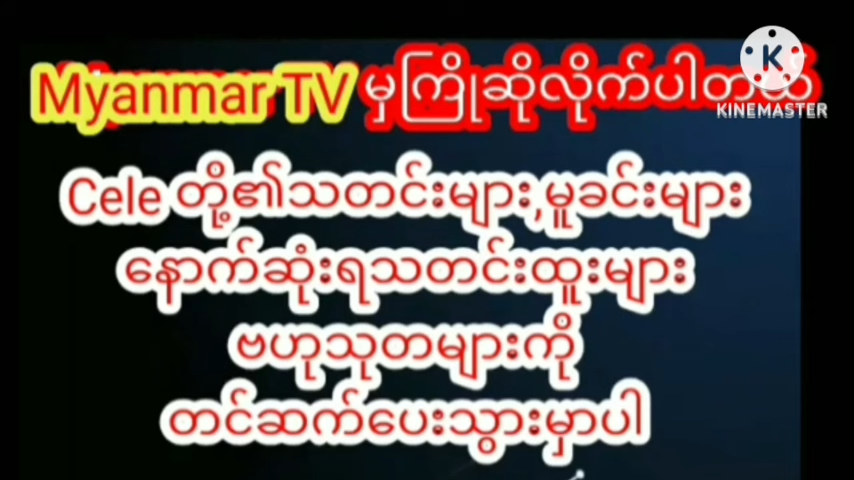 Myanmar TV မှကြိုဆိုလိုက်ပါတယ်
K
KINEMASTER
Cele တို့၏သတင်းများ,မူခင်းများ
နောက်ဆုံးရသတင်းထူးများ
ဗဟုသုတများကို
တင်ဆက်ပေးသွားမှာပါ